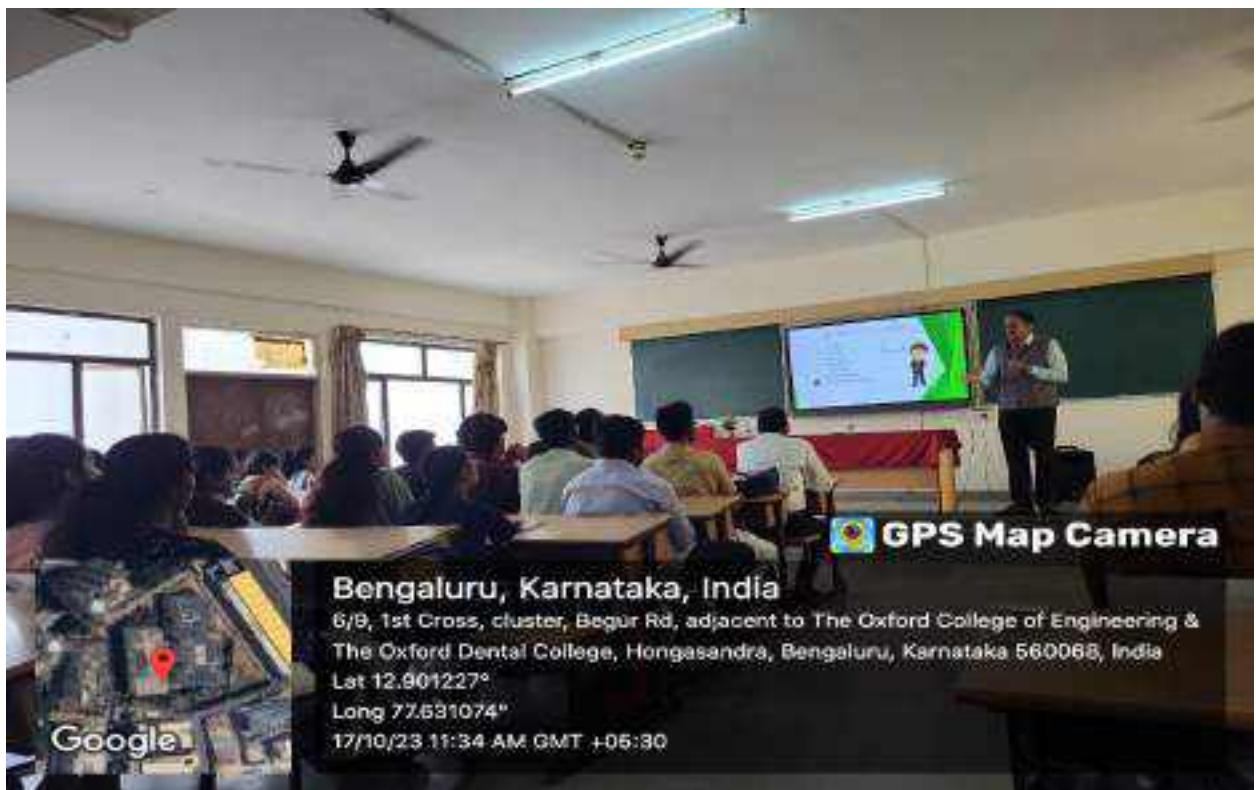 GPS Map Camera
Bengaluru, Karnataka, India
6/9, 1st Cross, cluster, Begur Rd, adjacent to The Oxford College of Engineering &
The Oxford Dental College, Hongasandra, Bengaluru, Karnataka 560068, India
Lat 12.901227°
Long 77.631074°
17/10/23 11:34 AM GMT +05:30
Google